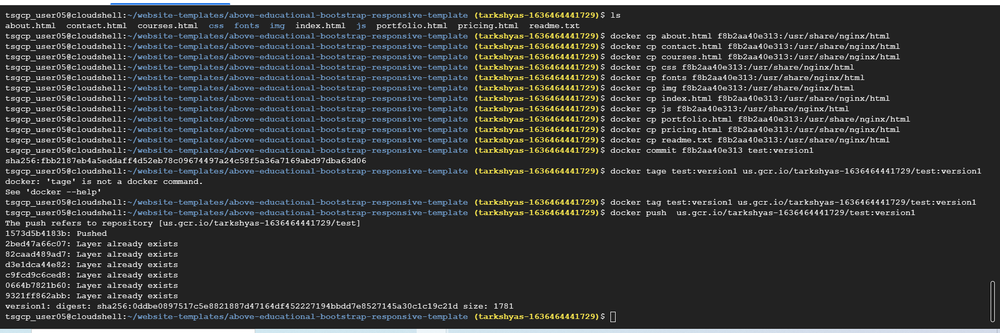 tsgcp_user05@cloudshell:~/website-templates/above-educational-bootstrap-responsive-template (tarkshyas-1636464441729)$ ls
about.html  contact.html  courses.html  css  fonts  img  index.html  js  portfolio.html  pricing.html  readme.txt
tsgcp_user05@cloudshell:~/website-templates/above-educational-bootstrap-responsive-template (tarkshyas-1636464441729)$ docker cp about.html f8b2aa40e313:/usr/share/nginx/html
tsgcp_user05@cloudshell:~/website-templates/above-educational-bootstrap-responsive-template (tarkshyas-1636464441729)$ docker cp contact.html f8b2aa40e313:/usr/share/nginx/html
tsgcp_user05@cloudshell:~/website-templates/above-educational-bootstrap-responsive-template (tarkshyas-1636464441729)$ docker cp courses.html f8b2aa40e313:/usr/share/nginx/html
tsgcp_user05@cloudshell:~/website-templates/above-educational-bootstrap-responsive-template (tarkshyas-1636464441729)$ docker cp css f8b2aa40e313:/usr/share/nginx/html
tsgcp_user05@cloudshell:~/website-templates/above-educational-bootstrap-responsive-template (tarkshyas-1636464441729)$ docker cp fonts f8b2aa40e313:/usr/share/nginx/html
tsgcp_user05@cloudshell:~/website-templates/above-educational-bootstrap-responsive-template (tarkshyas-1636464441729)$ docker cp img f8b2aa40e313:/usr/share/nginx/html
tsgcp_user05@cloudshell:~/website-templates/above-educational-bootstrap-responsive-template (tarkshyas-1636464441729)$ docker cp index.html f8b2aa40e313:/usr/share/nginx/html
tsgcp_user05@cloudshell:~/website-templates/above-educational-bootstrap-responsive-template (tarkshyas-1636464441729)$ docker cp js f8b2aa40e313:/usr/share/nginx/html
tsgcp_user05@cloudshell:~/website-templates/above-educational-bootstrap-responsive-template (tarkshyas-1636464441729)$ docker cp portfolio.html f8b2aa40e313:/usr/share/nginx/html
tsgcp_user05@cloudshell:~/website-templates/above-educational-bootstrap-responsive-template (tarkshyas-1636464441729)$ docker cp pricing.html f8b2aa40e313:/usr/share/nginx/html
tsgcp_user05@cloudshell:~/website-templates/above-educational-bootstrap-responsive-template (tarkshyas-1636464441729)$ docker cp readme.txt f8b2aa40e313:/usr/share/nginx/html
tsgcp_user05@cloudshell:~/website-templates/above-educational-bootstrap-responsive-template (tarkshyas-1636464441729)$ docker commit f8b2aa40e313 test:version1
sha256:fbb2187eb4a5eddaff4d52eb78c09674497a24c58f5a36a7169abd97dba63d06
tsgcp_user05@cloudshell:~/website-templates/above-educational-bootstrap-responsive-template (tarkshyas-1636464441729)$ docker tage test:version1 us.gcr.io/tarkshyas-1636464441729/test:version1
docker: 'tage' is not a docker command.
See 'docker --help'
tsgcp_user05@cloudshell:~/website-templates/above-educational-bootstrap-responsive-template (tarkshyas-1636464441729)$ docker tag test:version1 us.gcr.io/tarkshyas-1636464441729/test:version1
tsgcp_user05@cloudshell:~/website-templates/above-educational-bootstrap-responsive-template (tarkshyas-1636464441729)$ docker push  us.gcr.io/tarkshyas-1636464441729/test:version1
The push refers to repository [us.gcr.io/tarkshyas-1636464441729/test]
1573d5b4183b: Pushed
2bed47a66c07: Layer already exists
82caad489ad7: Layer already exists
d3e1dca44e82: Layer already exists
c9fcd9c6ced8: Layer already exists
0664b7821b60: Layer already exists
9321ff862abb: Layer already exists
version1: digest: sha256:0ddbe0897517c5e8821887d47164df452227194bbdd7e8527145a30c1c19c21d size: 1781
tsgcp_user05@cloudshell:~/website-templates/above-educational-bootstrap-responsive-template (tarkshyas-1636464441729)$